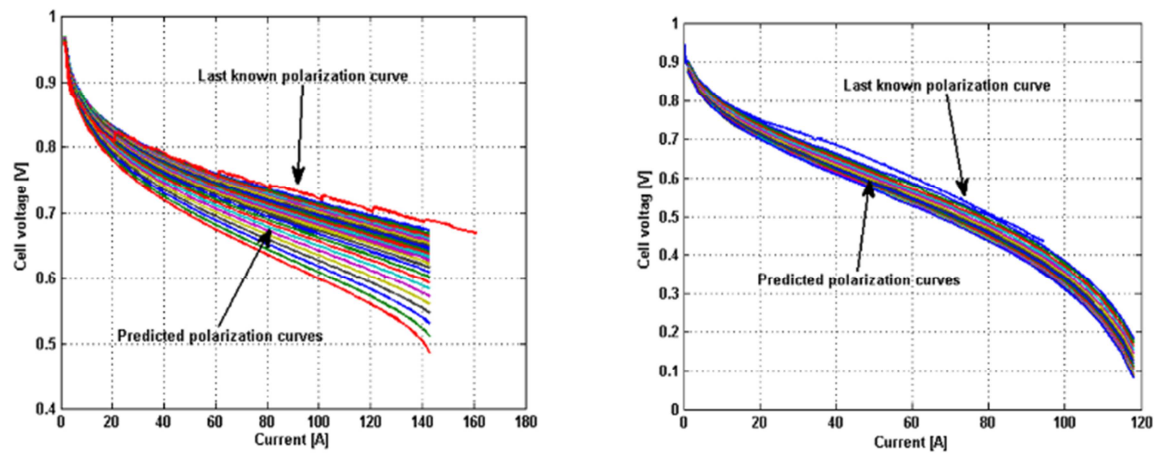 1
0.9
0.8
0.7
0.6
0.5
0.4
Cell voltage [V]
Last known polarization curve
Predicted polarization curves
0 20 40 60 80 100 120 140 160 180
Current [A]
1
0.9
0.8
0.7
0.6
0.5
0.4
0.3
0.2
0.1
0
Cell voltag [V]
Last known polarization curve
Predicted polarization curves
0 20 40 60 80 100 120
Current [A]